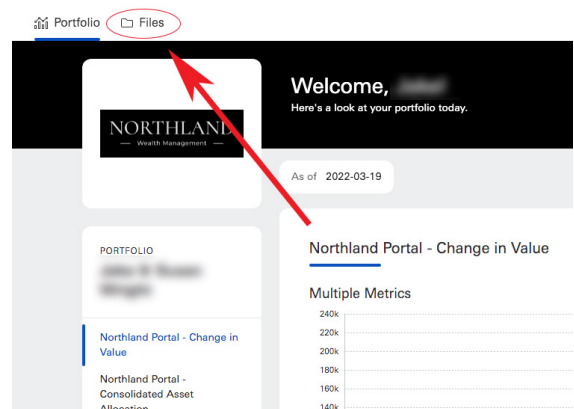 Portfolio Files
Welcome,
Here's a look at your portfolio today.
NORTHLAND
Wealth Management
As of 2022-03-19
PORTFOLIO
Northland Portal - Change in
Value
Northland Portal -
Consolidated Asset
Allocation
Northland Portal - Change in Value
Multiple Metrics
240k
220k
200k
180k
160k
140k